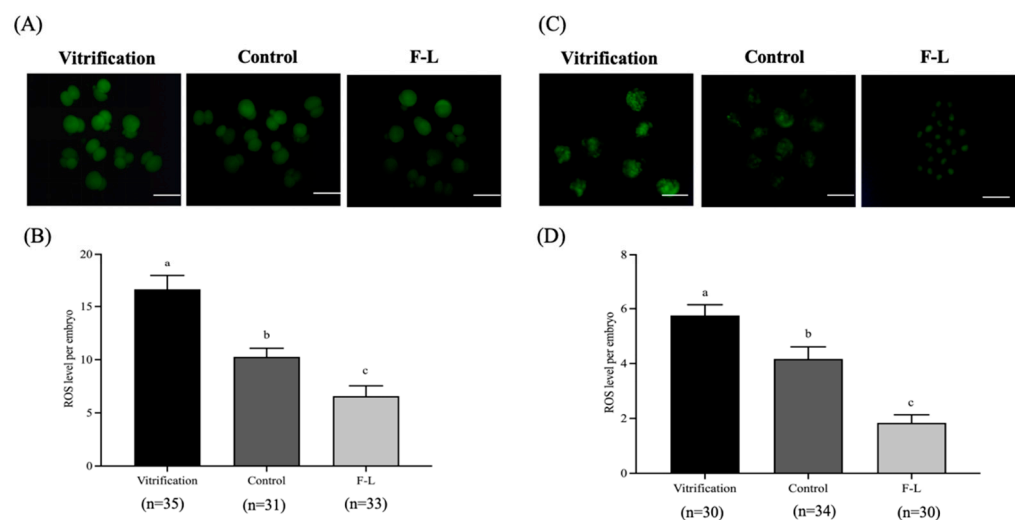 (A)
Vitrification Control F-L
(B)
20
15
10
5
0
ROS level per embryo
a
b
c
Vitrification Control F-L
(n=35) (n=31) (n=33)
(C)
Vitrification Control F-L
(D)
8
6
4
2
0
ROS level per embryo
a
b
c
Vitrification Control F-L
(n=30) (n=34) (n=30)